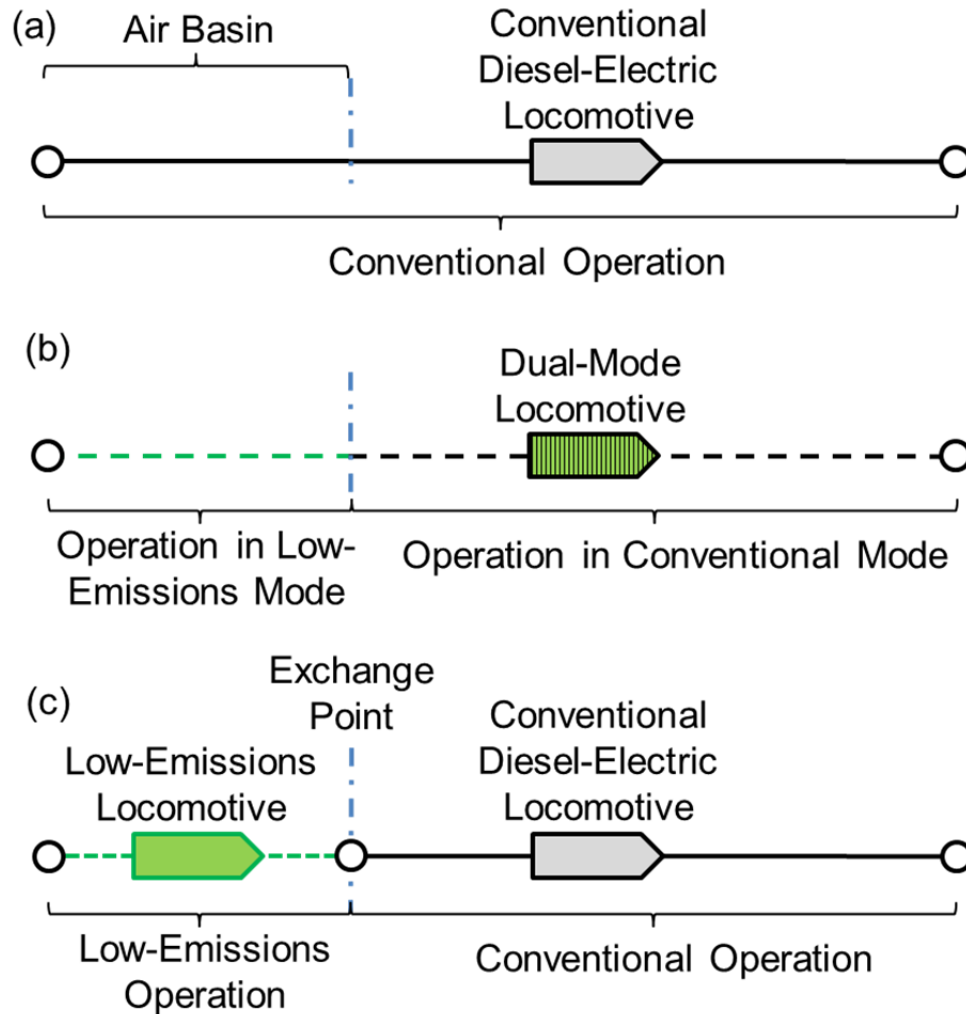 (a)
Air Basin
Conventional
Diesel-Electric
Locomotive
Conventional Operation
(b)
Dual-Mode
Locomotive
Operation in Low-
Emissions Mode
Operation in Conventional Mode
(c)
Exchange
Point
Low-Emissions
Locomotive
Conventional
Diesel-Electric
Locomotive
Low-Emissions
Operation
Conventional Operation